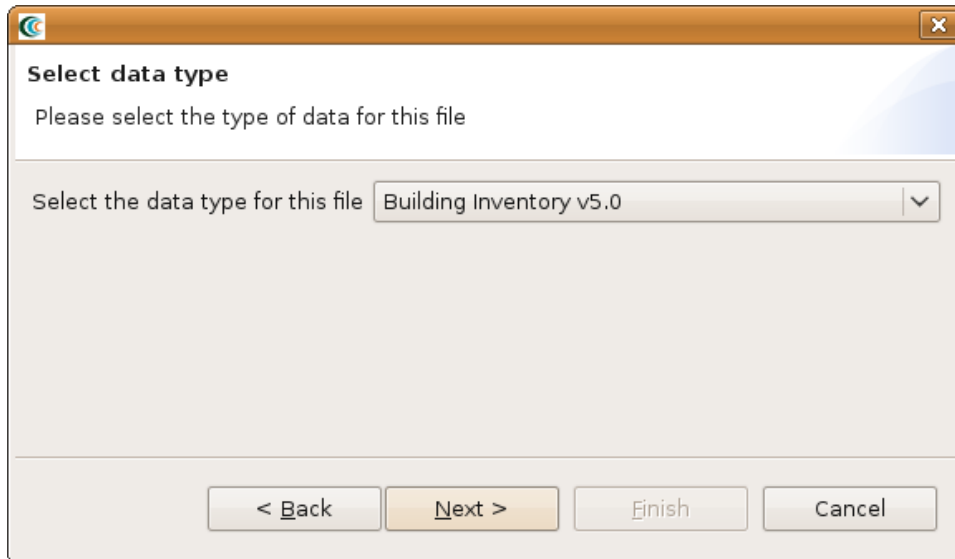 Select data type
Please select the type of data for this file
Select the data type for this file Building Inventory v5.0
< Back Next > Finish Cancel